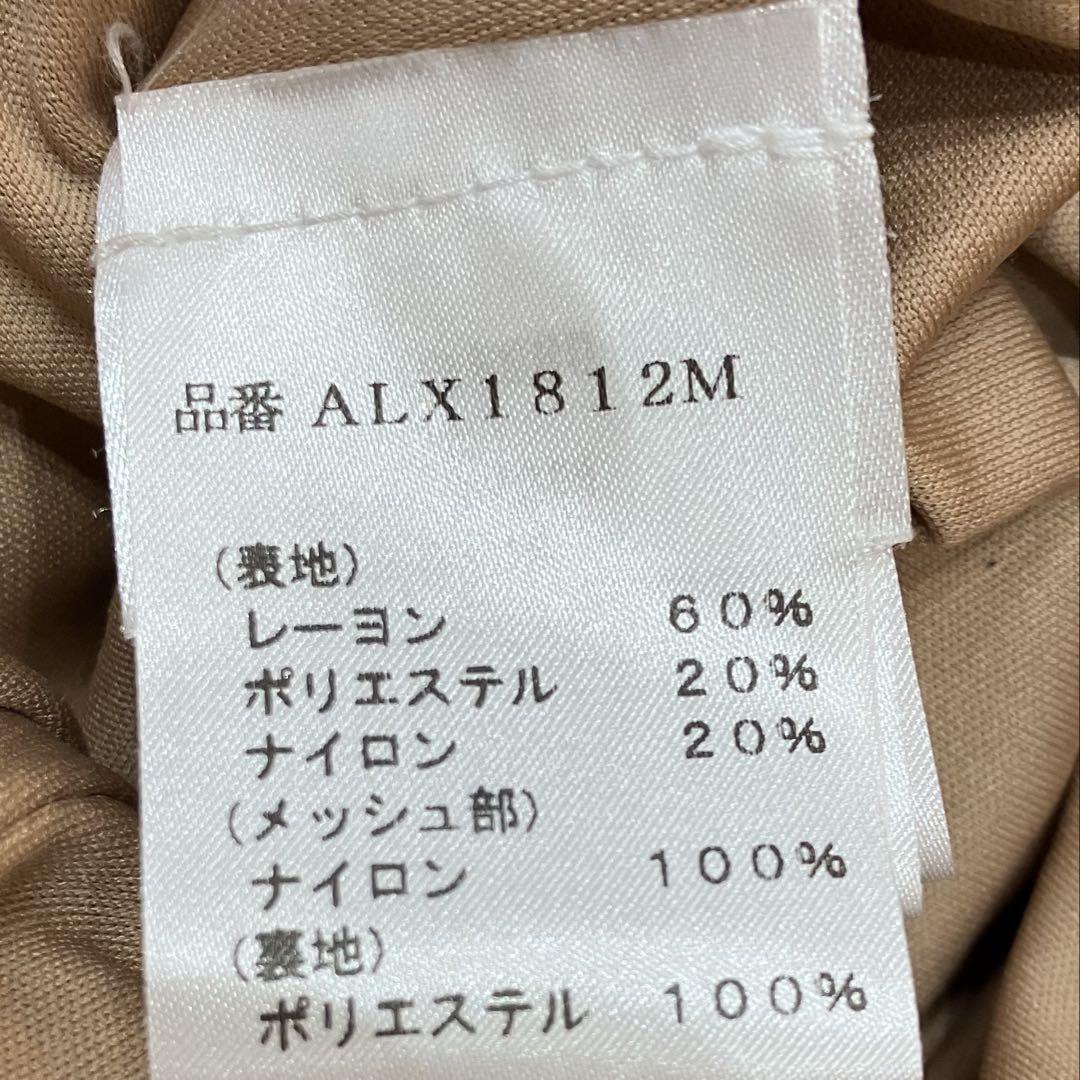 品番 ALX1812M
(表地)
レーヨン 60%
ポリエステル 20%
ナイロン 20%
(メッシュ部)
ナイロン 100%
(裏地)
ポリエステル 100%